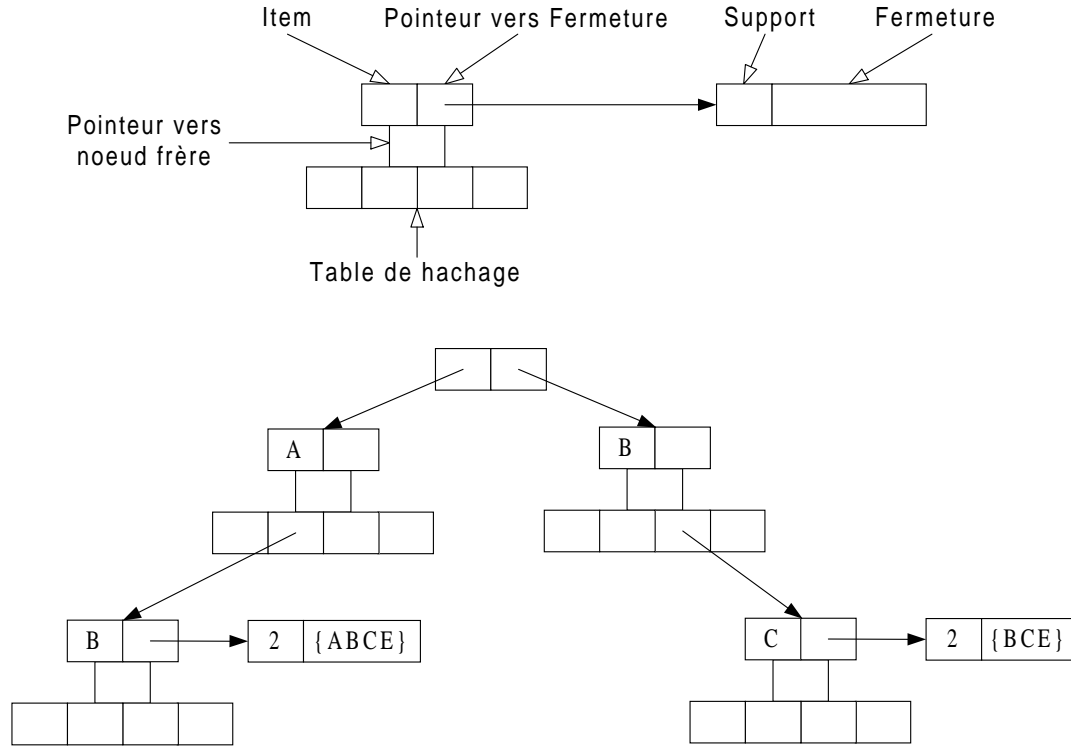 Item
Pointeur vers Fermeture
Support
Fermeture
Pointeur vers
noeud frère
Table de hachage
A
B
B
2
{ABCE}
C
2
{BCE}